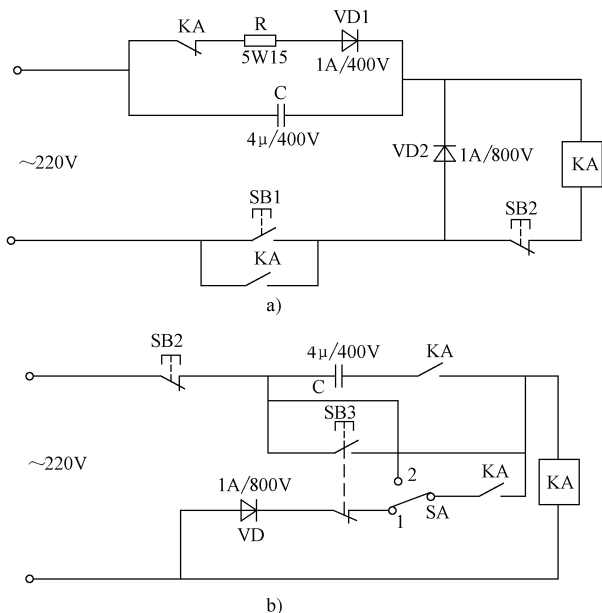 KA
R
VD1
5W15
1A/400V
C
4μ/400V
~220V
VD2
1A/800V
KA
SB1
SB2
KA
a)
SB2
4μ/400V
KA
C
SB3
~220V
1A/800V
2
KA
KA
VD
1
SA
b)